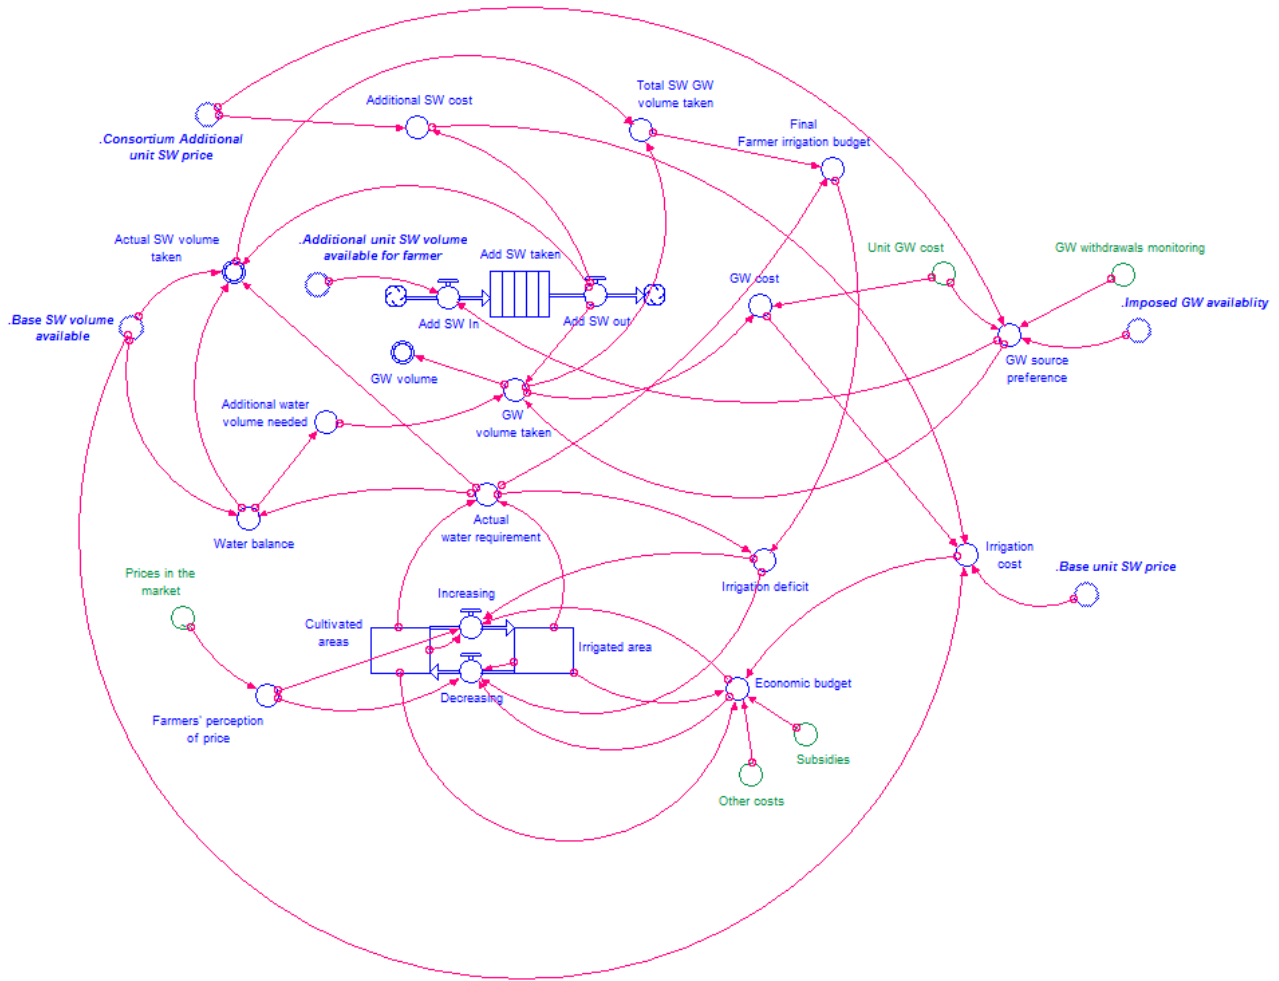 Total SW GW
volume taken
Additional SW cost
Final
Farmer irrigation budget
.Consortium Additional
unit SW price
Actual SW volume
taken
.Additional unit SW volume
available for farmer
Add SW taken
Unit GW cost
GW withdrawals monitoring
GW cost
.Imposed GW availablity
.Base SW volume
available
Add SW In
Add SW out
GW source
preference
GW volume
Additional water
volume needed
GW
volume taken
Actual
water requirement
Water balance
Irrigation
cost
.Base unit SW price
Prices in the
market
Irrigation deficit
Increasing
Cultivated
areas
Irrigated area
Decreasing
Economic budget
Farmers' perception
of price
Subsidies
Other costs